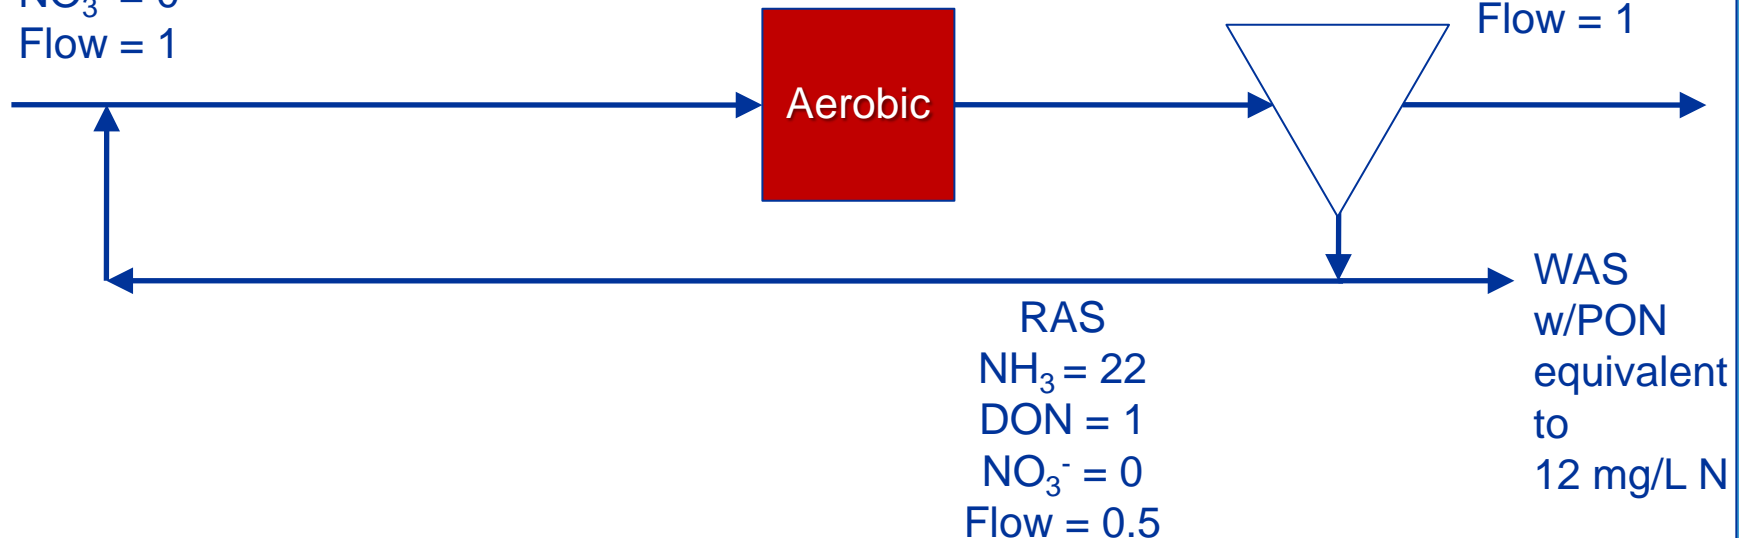 Flow = 1
Flow = 1
Aerobic
RAS
NH₃ = 22
DON = 1
NO₃⁻ = 0
Flow = 0.5
WAS
w/PON
equivalent
to
12 mg/L N